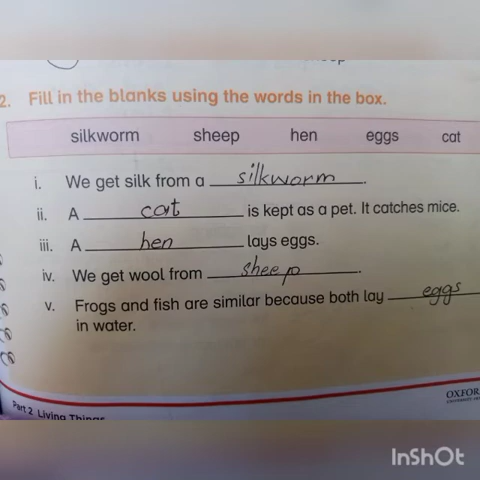 2. Fill in the blanks using the words in the box.
silkworm sheep hen eggs cat
i. We get silk from a silkworm.
ii. A cat is kept as a pet. It catches mice.
iii. A hen lays eggs.
iv. We get wool from sheep.
v. Frogs and fish are similar because both lay eggs
in water.
Part 2 Living Things
OXFOR
InShOt